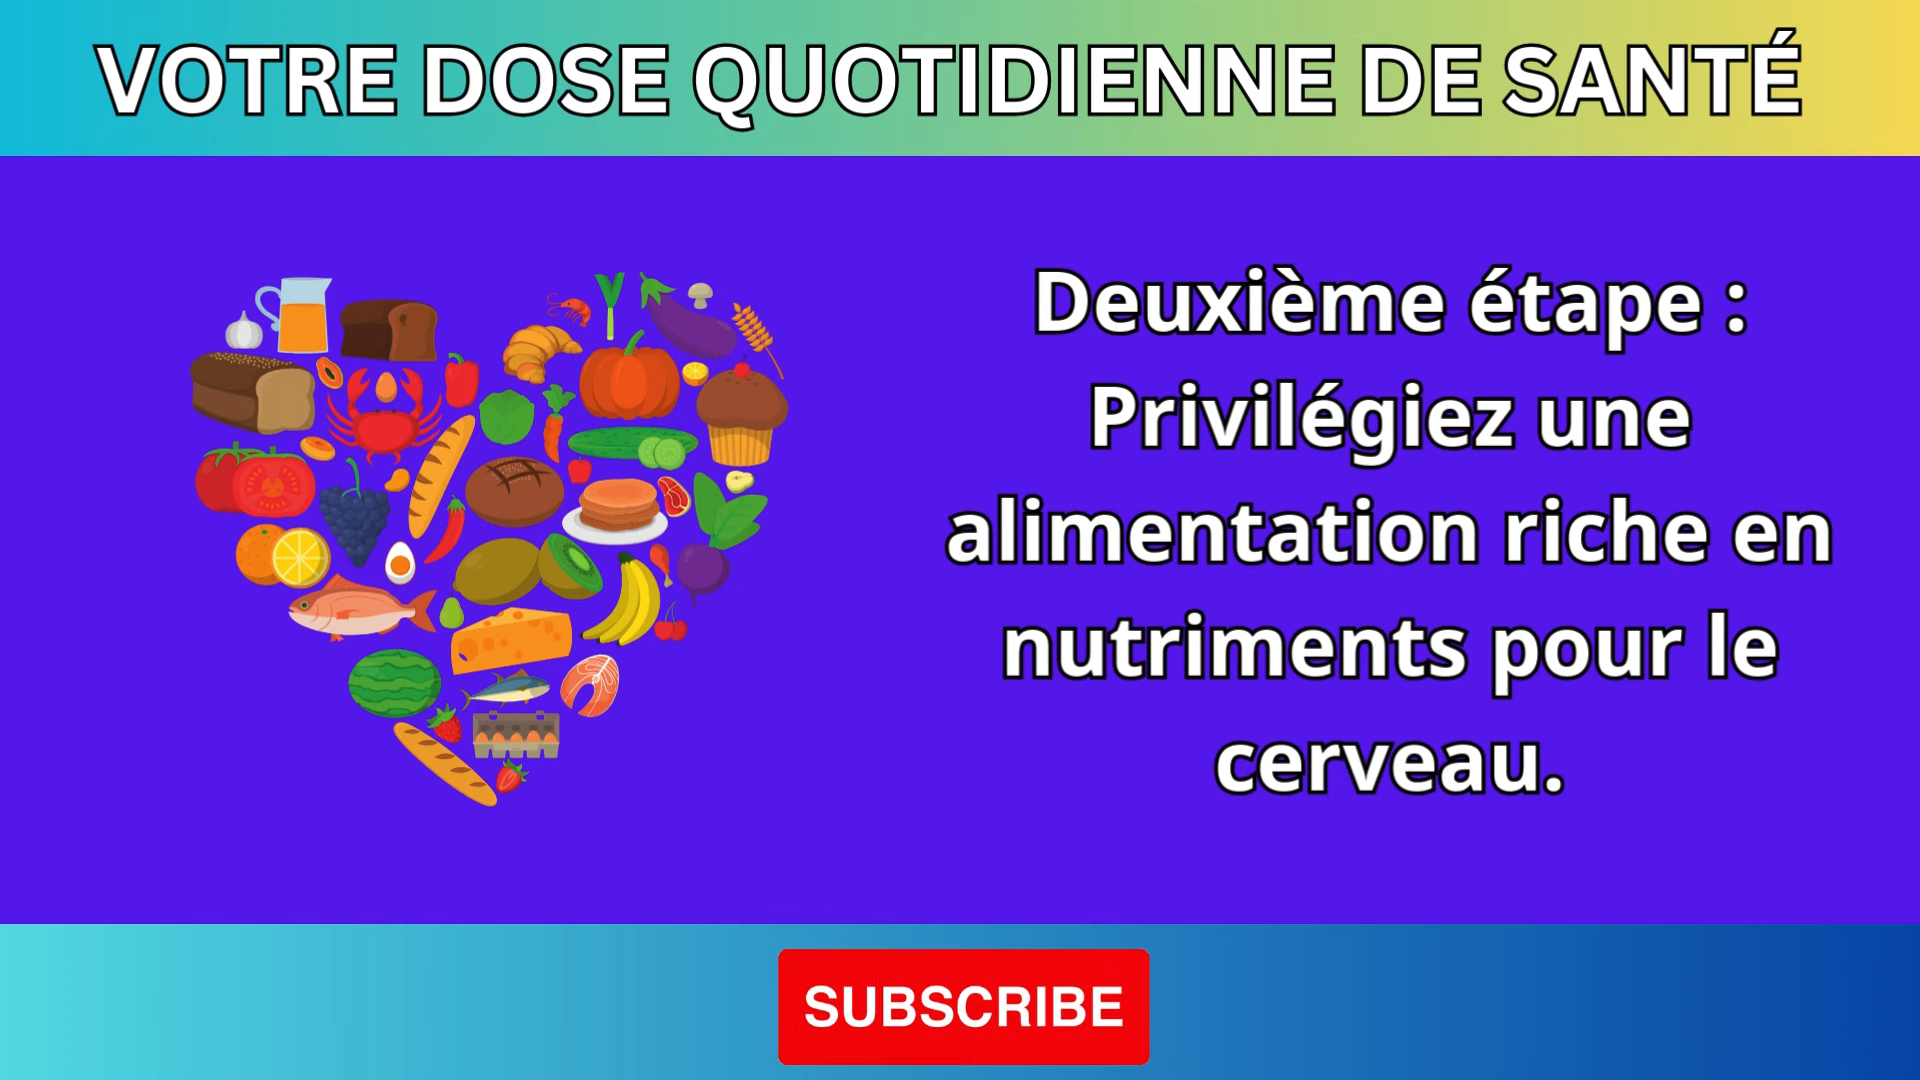 VOTRE DOSE QUOTIDIENNE DE SANTÉ
Deuxième étape :
Privilégiez une
alimentation riche en
nutriments pour le
cerveau.
SUBSCRIBE